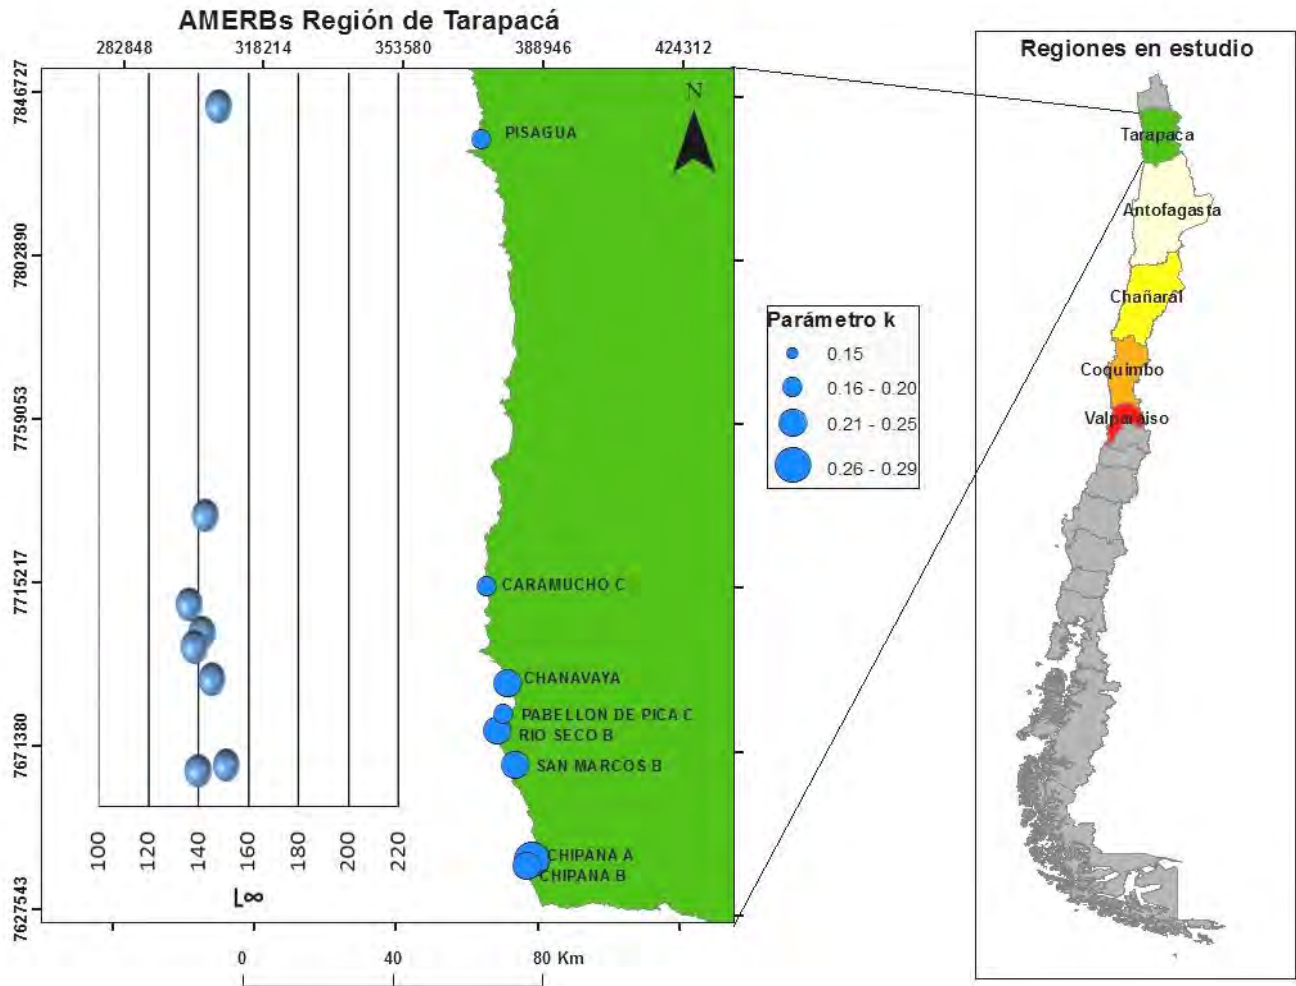 AMERBs Región de Tarapacá
282848 318214 353580 388946 424312
7846727
7802890
7759053
7715217
7671380
7627543
N
PISAGUA
CARAMUCHO C
CHANAVAYA
PABELLON DE PICA C
RIO SECO B
SAN MARCOS B
CHIPANA A
CHIPANA B
100 120 140 160 180 200 220
L∞
0 40 80 Km
Parámetro k
0.15
0.16 - 0.20
0.21 - 0.25
0.26 - 0.29
Regiones en estudio
Tarapaca
Antofagasta
Chañaral
Coquimbo
Valparaiso